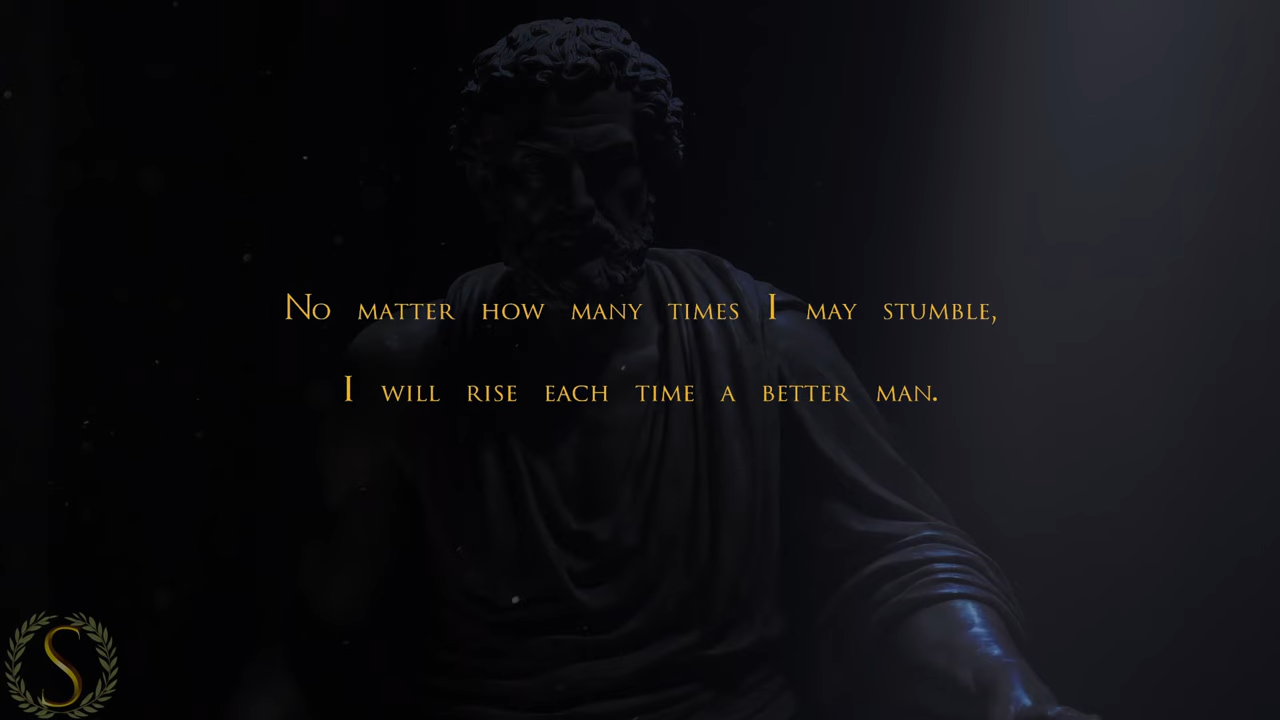 No matter how many times I may stumble,
I will rise each time a better man.
S